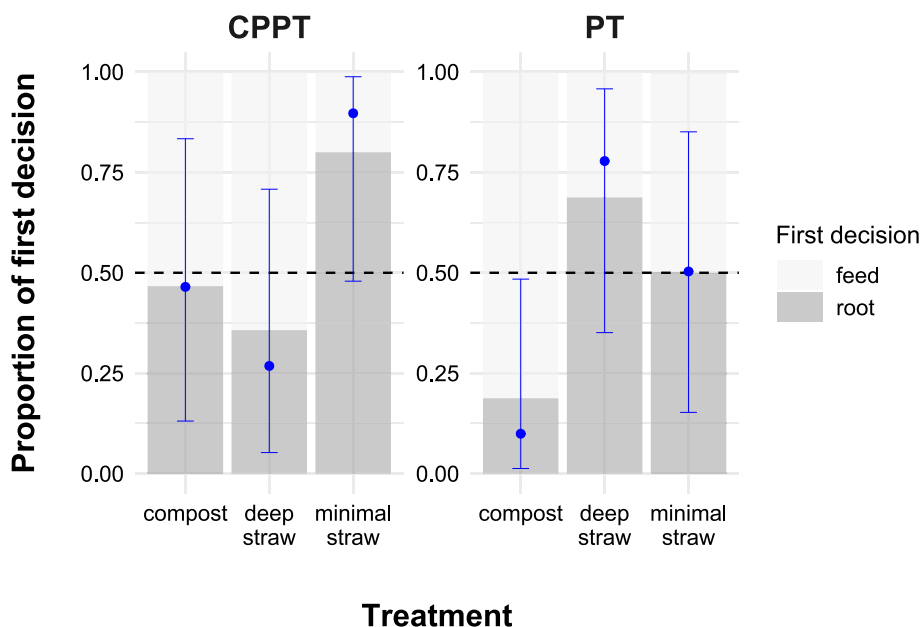 CPPT
PT
Proportion of first decision
1.00
0.75
0.50
0.25
0.00
1.00
0.75
0.50
0.25
0.00
compost
deep
straw
minimal
straw
compost
deep
straw
minimal
straw
Treatment
First decision
feed
root